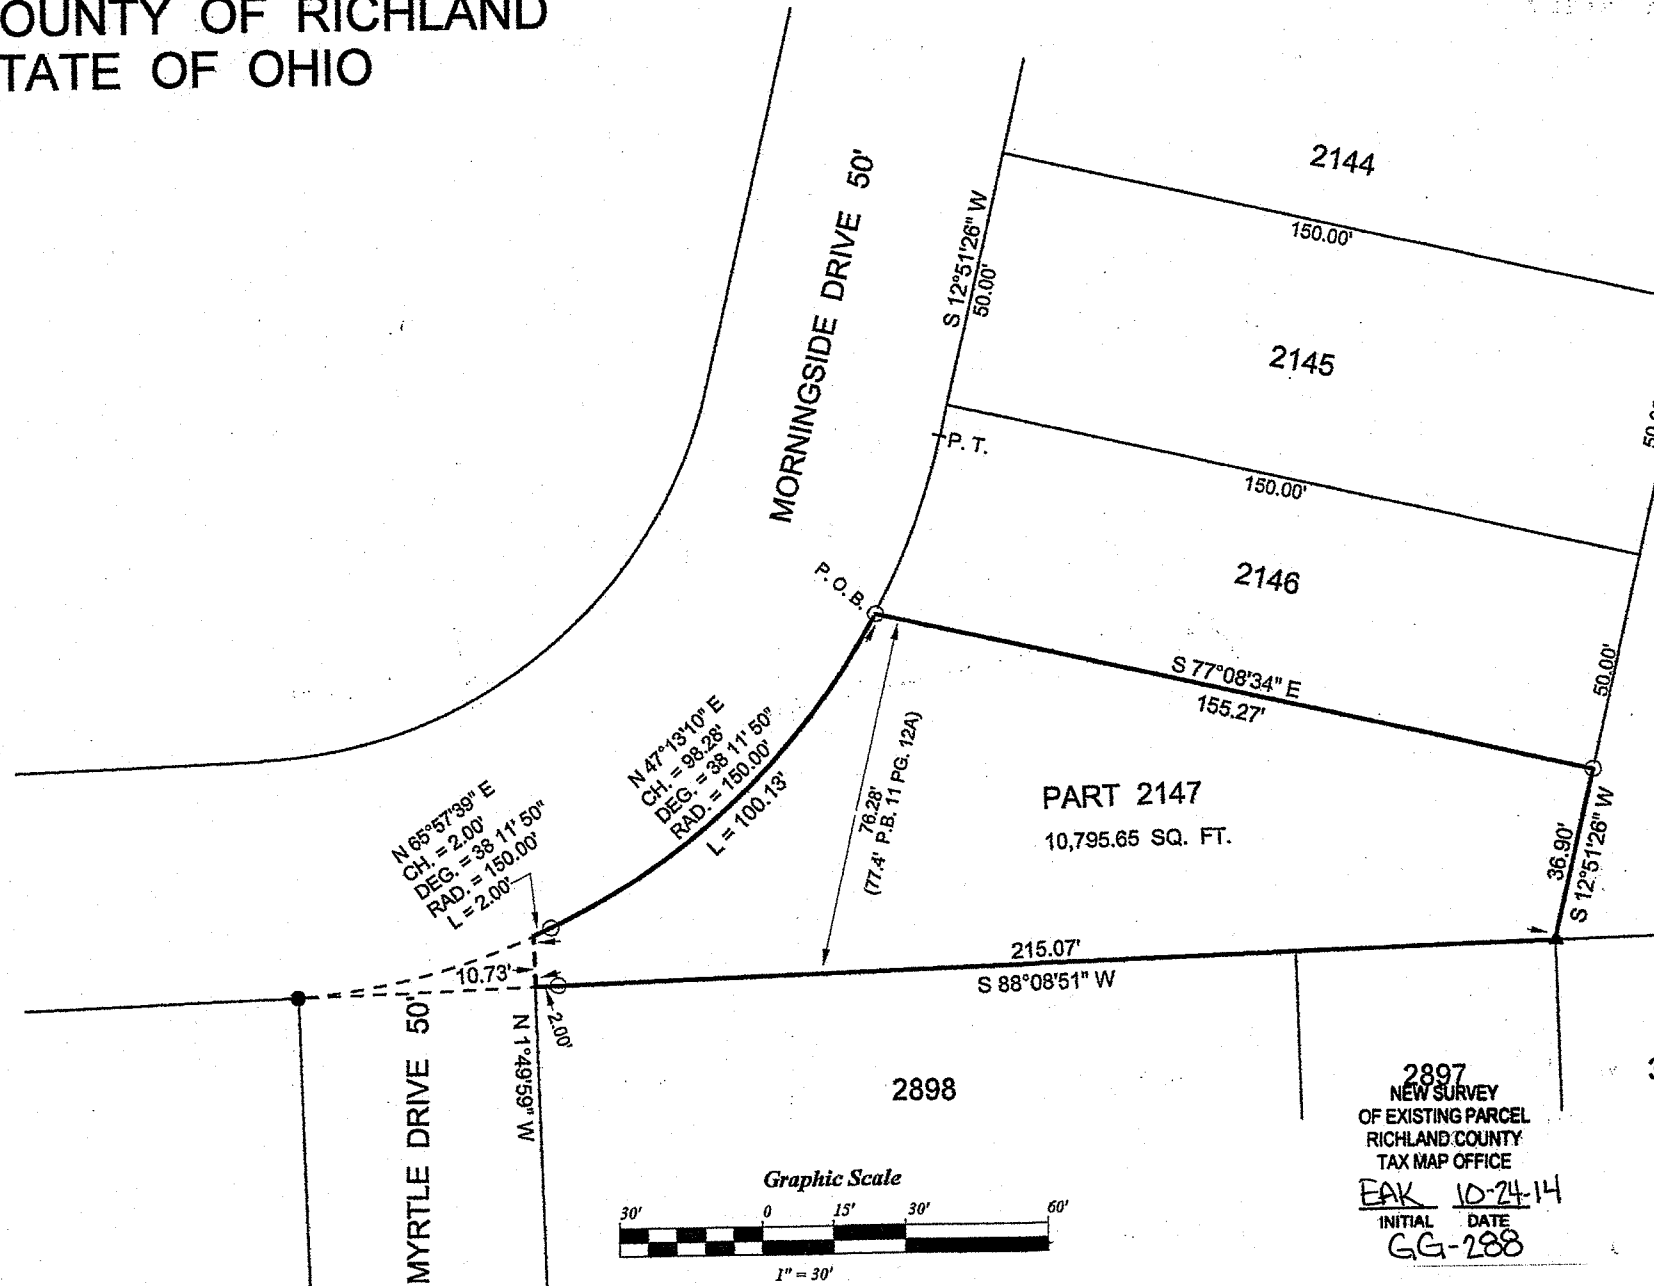 OUNTY OF RICHLAND
TATE OF OHIO
2144
150.00'
MORNINGSIDE DRIVE 50'
S 12°51'26" W
50.00'
2145
P. T.
150.00'
2146
P. O. B.
S 77°08'34" E
155.27'
50.00'
N 47°13'10" E
CH. = 98.28'
DEG. = 38 11' 50"
RAD. = 150.00'
L = 100.13'
76.28'
(77.4' P.B. 11 PG. 12A)
PART 2147
10,795.65 SQ. FT.
36.90'
S 12°51'26" W
N 65°57'39" E
CH. = 2.00'
DEG. = 38 11' 50"
RAD. = 150.00'
L = 2.00'
10.73'
215.07'
S 88°08'51" W
2.00'
N 1°49'59" W
MYRTLE DRIVE 50'
2898
2897
NEW SURVEY
OF EXISTING PARCEL
RICHLAND COUNTY
TAX MAP OFFICE
EAK 10-24-14
INITIAL DATE
GG-288
Graphic Scale
30' 0 15' 30' 60'
1" = 30'